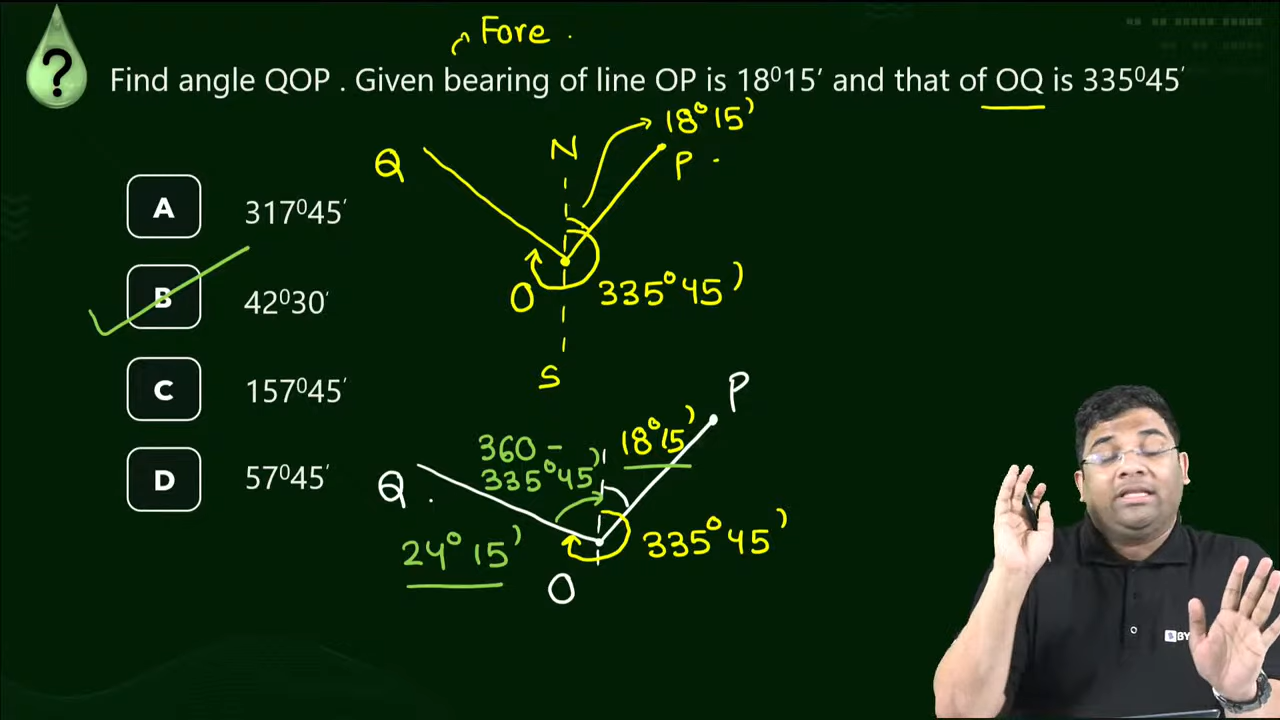 Fore .
Find angle QOP . Given bearing of line OP is 18⁰15′ and that of OQ is 335⁰45′
18°15'
N
Q
P .
A 317⁰45′
B 42⁰30′
O 335°45'
S
C 157⁰45′
P
360 - 18°15'
335°45'
D 57⁰45′
Q .
24°15' 335°45'
O
BY